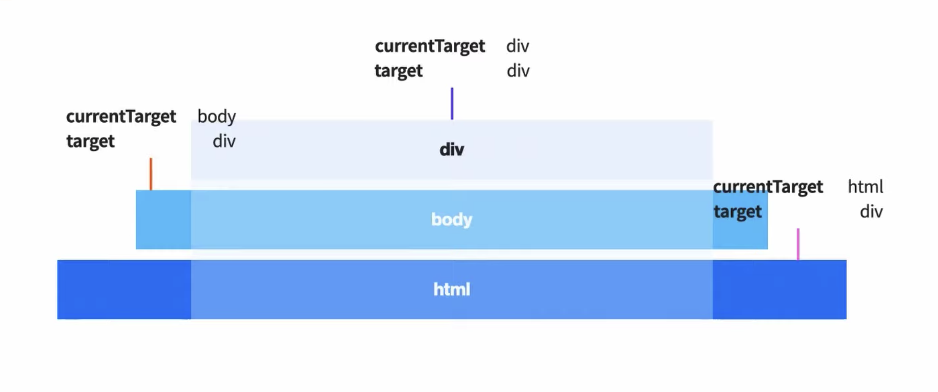 currentTarget div
target div
currentTarget body
target div
div
currentTarget html
target div
body
html